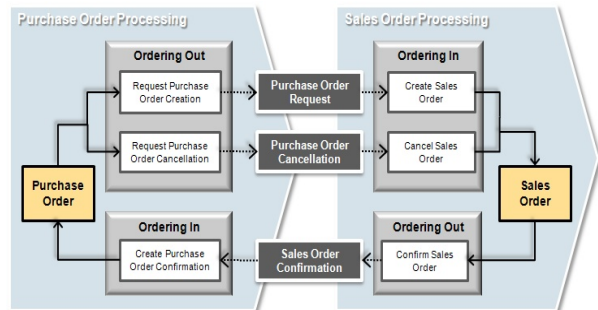 Purchase Order Processing
Sales Order Processing
Ordering Out
Request Purchase
Order Creation
Request Purchase
Order Cancellation
Purchase Order
Request
Purchase Order
Cancellation
Ordering In
Create Sales
Order
Cancel Sales
Order
Purchase
Order
Sales
Order
Ordering In
Create Purchase
Order Confirmation
Sales Order
Confirmation
Ordering Out
Confirm Sales
Order